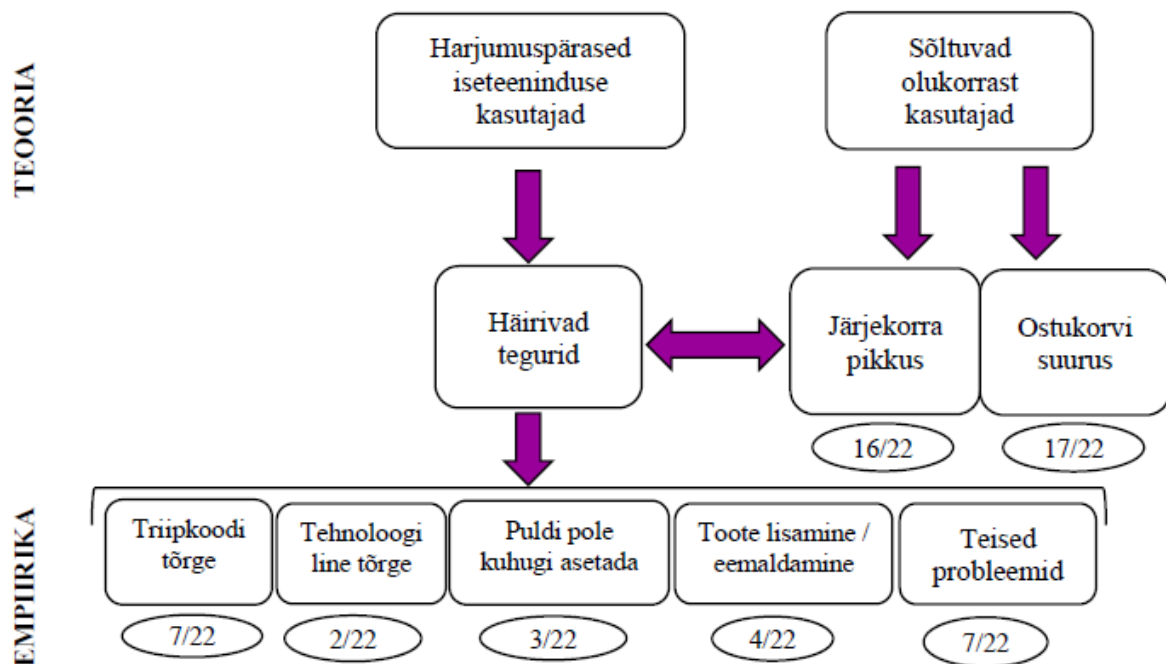 TEOORIA
Harjumuspärased
iseteeninduse
kasutajad
Sõltuvad
olukorrast
kasutajad
Häirivad
tegurid
Järjekorra
pikkus
Ostukorvi
suurus
16/22
17/22
EMPIIRIKA
Triipkoodi
tõrge
Tehnoloogi
line tõrge
Puldi pole
kuhugi asetada
Toote lisamine /
eemaldamine
Teised
probleemid
7/22
2/22
3/22
4/22
7/22